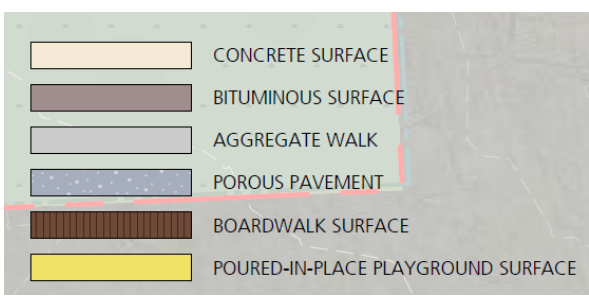 CONCRETE SURFACE
BITUMINOUS SURFACE
AGGREGATE WALK
POROUS PAVEMENT
BOARDWALK SURFACE
POURED-IN-PLACE PLAYGROUND SURFACE